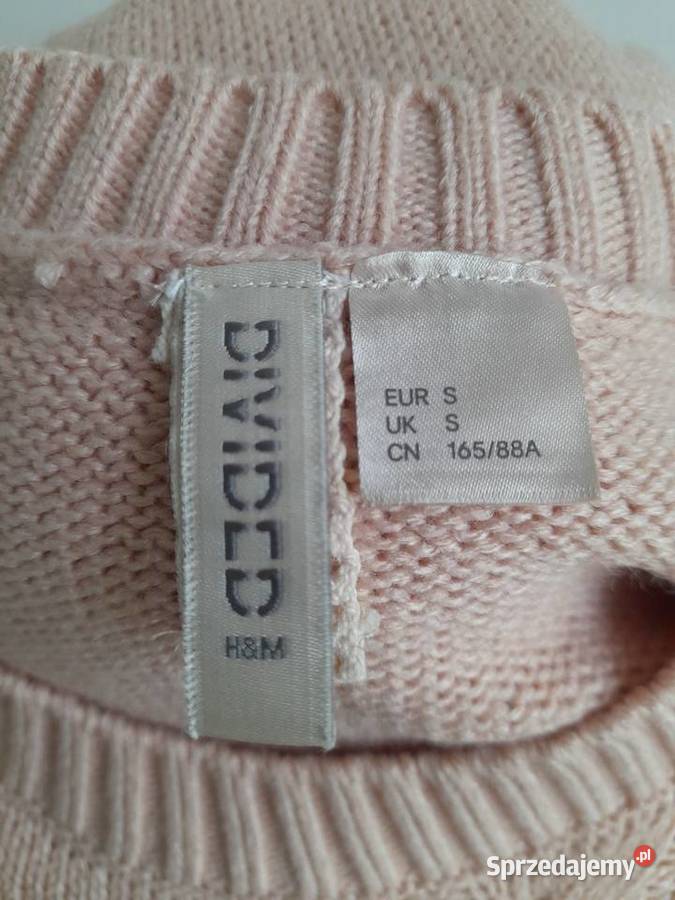 DIVIDED
H&M
EUR S
UK S
CN 165/88A
Sprzedajemy.pl